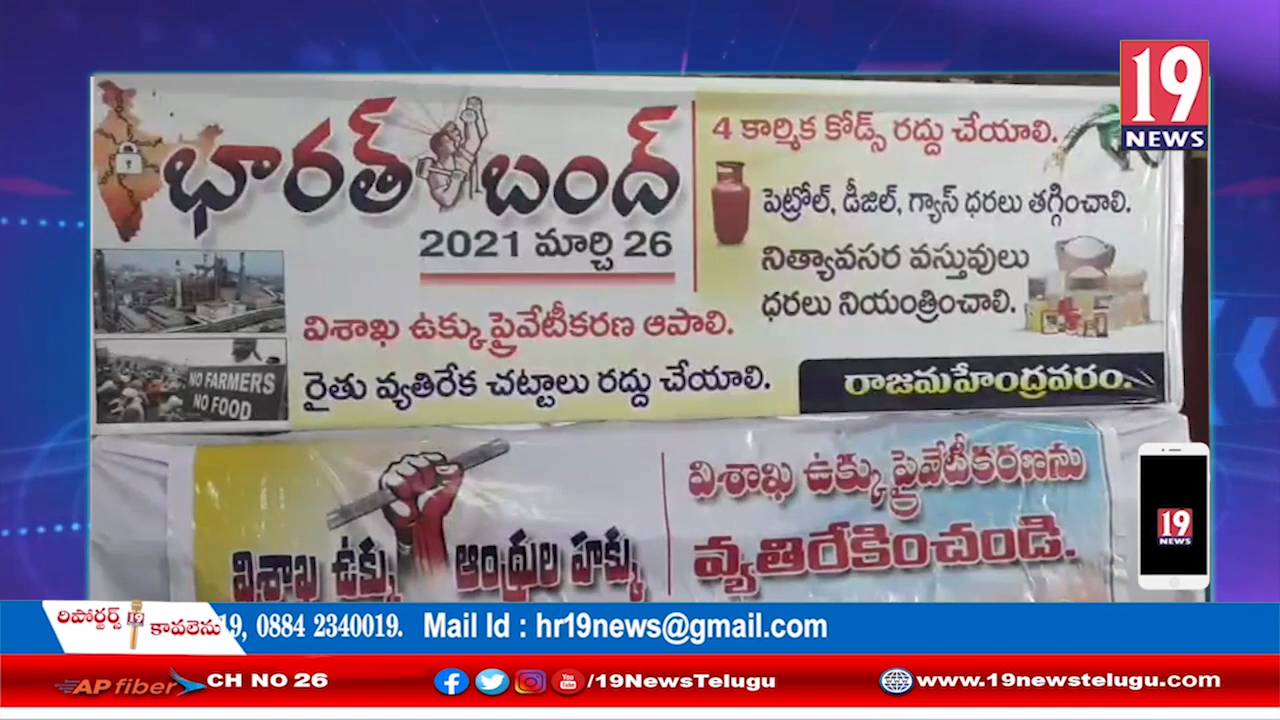 19
NEWS
భారత్ బంద్
2021 మార్చి 26
విశాఖ ఉక్కు ప్రైవేటీకరణ ఆపాలి.
రైతు వ్యతిరేక చట్టాలు రద్దు చేయాలి.
NO FARMERS
NO FOOD
4 కార్మిక కోడ్స్ రద్దు చేయాలి.
పెట్రోల్, డీజిల్, గ్యాస్ ధరలు తగ్గించాలి.
నిత్యావసర వస్తువులు
ధరలు నియంత్రించాలి.
రాజమహేంద్రవరం.
విశాఖ ఉక్కు ఆంధ్రుల హక్కు
విశాఖ ఉక్కు ప్రైవేటీకరణను
వ్యతిరేకించండి.
19
NEWS
రిపోర్టర్స్ 19 కావలెను
19, 0884 2340019. Mail Id : hr19news@gmail.com
AP fiber CH NO 26 /19NewsTelugu www.19newstelugu.com